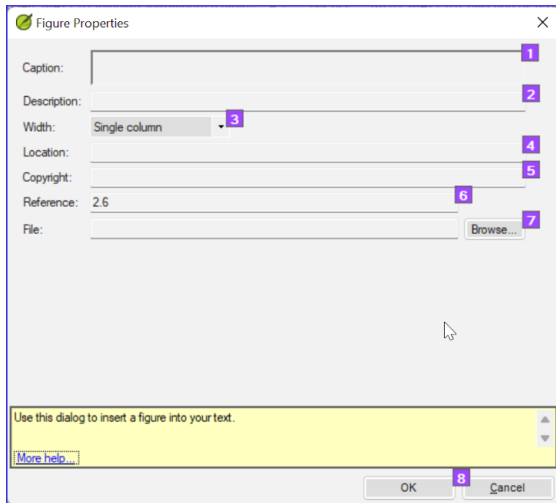 Figure Properties
1
Caption:
Description:
2
Width: Single column 3
Location:
4
Copyright:
5
Reference: 2.6
6
File:
Browse...
7
Use this dialog to insert a figure into your text.
More help...
OK
8
Cancel